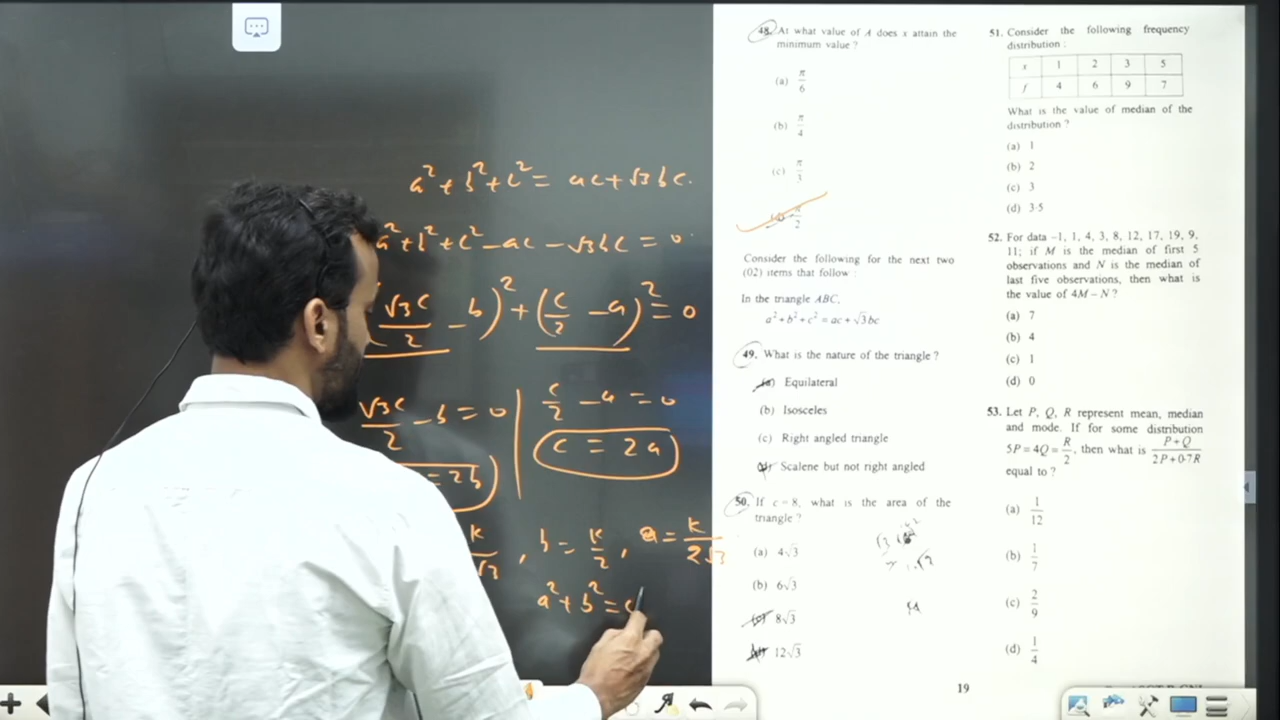 a²+b²+c² = ac+√3bc.
a²+b²+c²-ac-√3bc = 0
√3c/2 - b)² + (c/2 - a)² = 0
√3c/2 - b = 0
c/2 - a = 0
c = 2a
= 2b
k/√3, b = k/2, a = k/2√3
a²+b² = c
48. At what value of A does x attain the
minimum value ?
(a) π/6
(b) π/4
(c) π/3
π/2
Consider the following for the next two
(02) items that follow :
In the triangle ABC,
a²+b²+c² = ac+√3bc
49. What is the nature of the triangle ?
(a) Equilateral
(b) Isosceles
(c) Right angled triangle
(d) Scalene but not right angled
50. If c=8, what is the area of the
triangle ?
(a) 4√3
(b) 6√3
(c) 8√3
(d) 12√3
51. Consider the following frequency
distribution :
x 1 2 3 5
f 4 6 9 7
What is the value of median of the
distribution ?
(a) 1
(b) 2
(c) 3
(d) 3·5
52. For data -1, 1, 4, 3, 8, 12, 17, 19, 9,
11; if M is the median of first 5
observations and N is the median of
last five observations, then what is
the value of 4M-N ?
(a) 7
(b) 4
(c) 1
(d) 0
53. Let P, Q, R represent mean, median
and mode. If for some distribution
5P=4Q=R/2, then what is P+Q/2P+0·7R
equal to ?
(a) 1/12
(b) 1/7
(c) 2/9
(d) 1/4
19